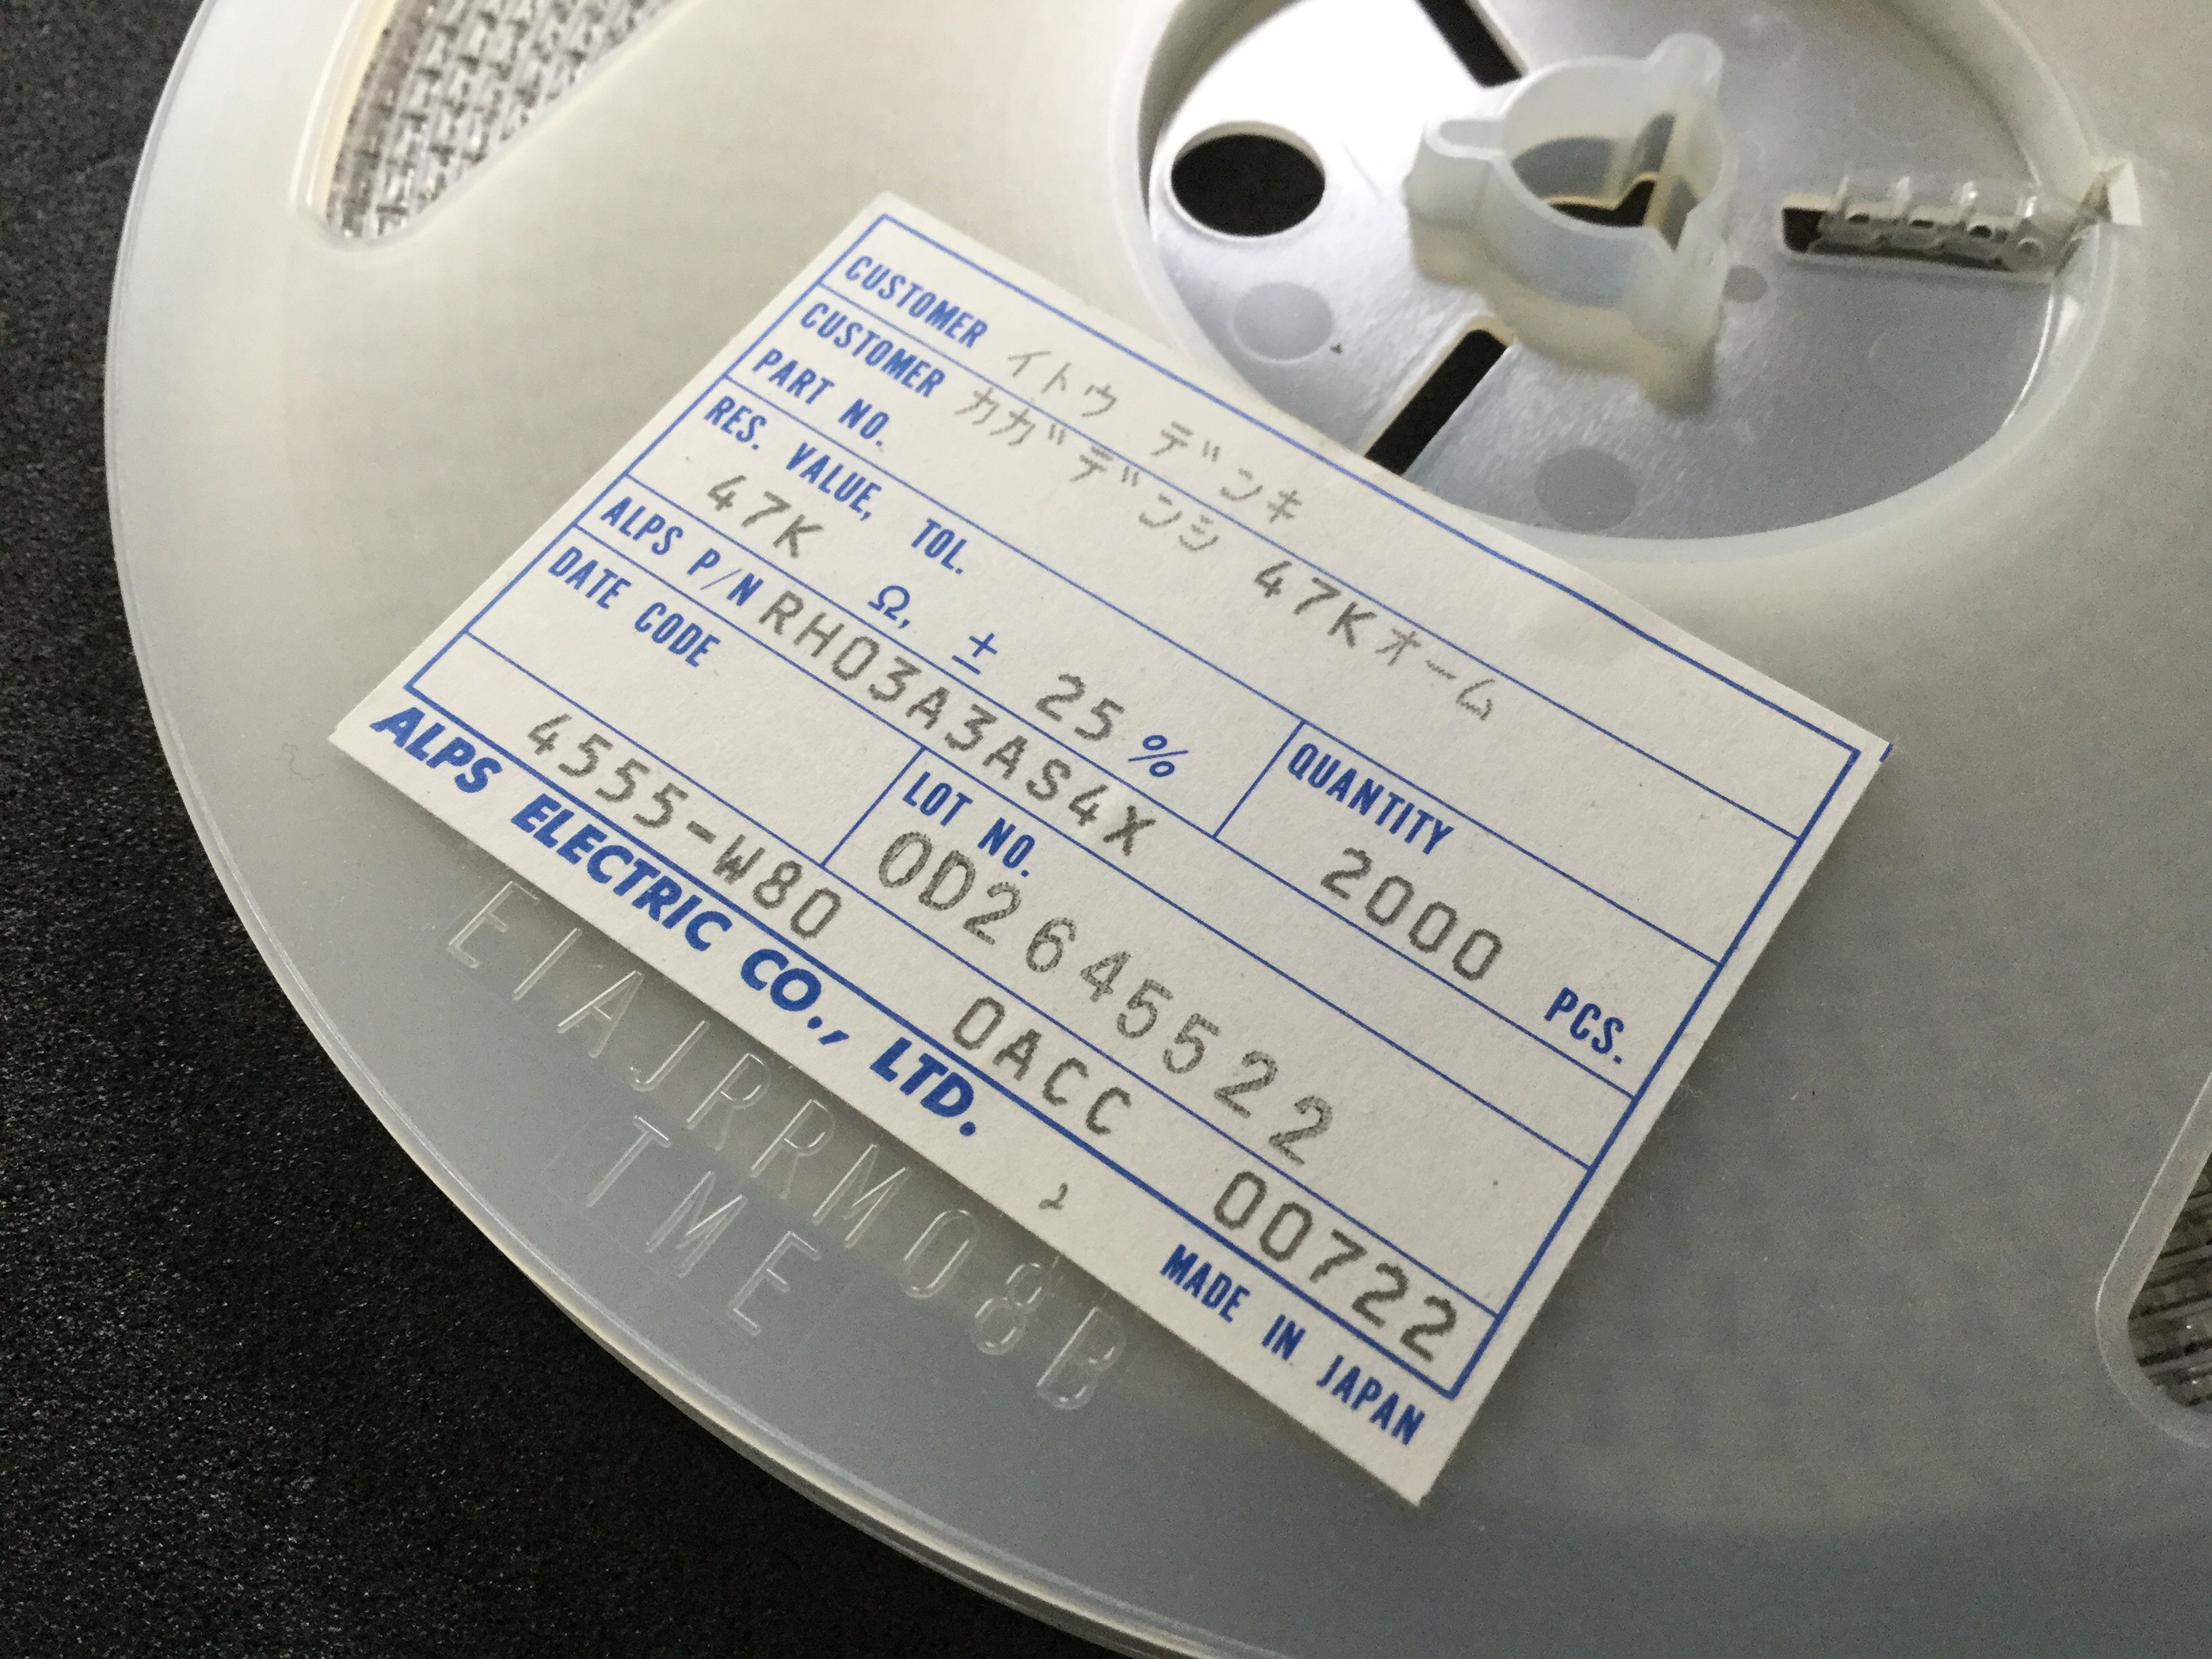 CUSTOMER イトウ デンキ
CUSTOMER PART NO. カガデンシ 47Kオーム
RES. VALUE, TOL.
47K Ω, ± 25 %
QUANTITY
2000 PCS.
ALPS P/N RH03A3AS4X
DATE CODE
LOT NO.
0D2645522
4555-W80 0ACC 00722
ALPS ELECTRIC CO., LTD.
2
MADE IN JAPAN
EIAJRRM08B
TME